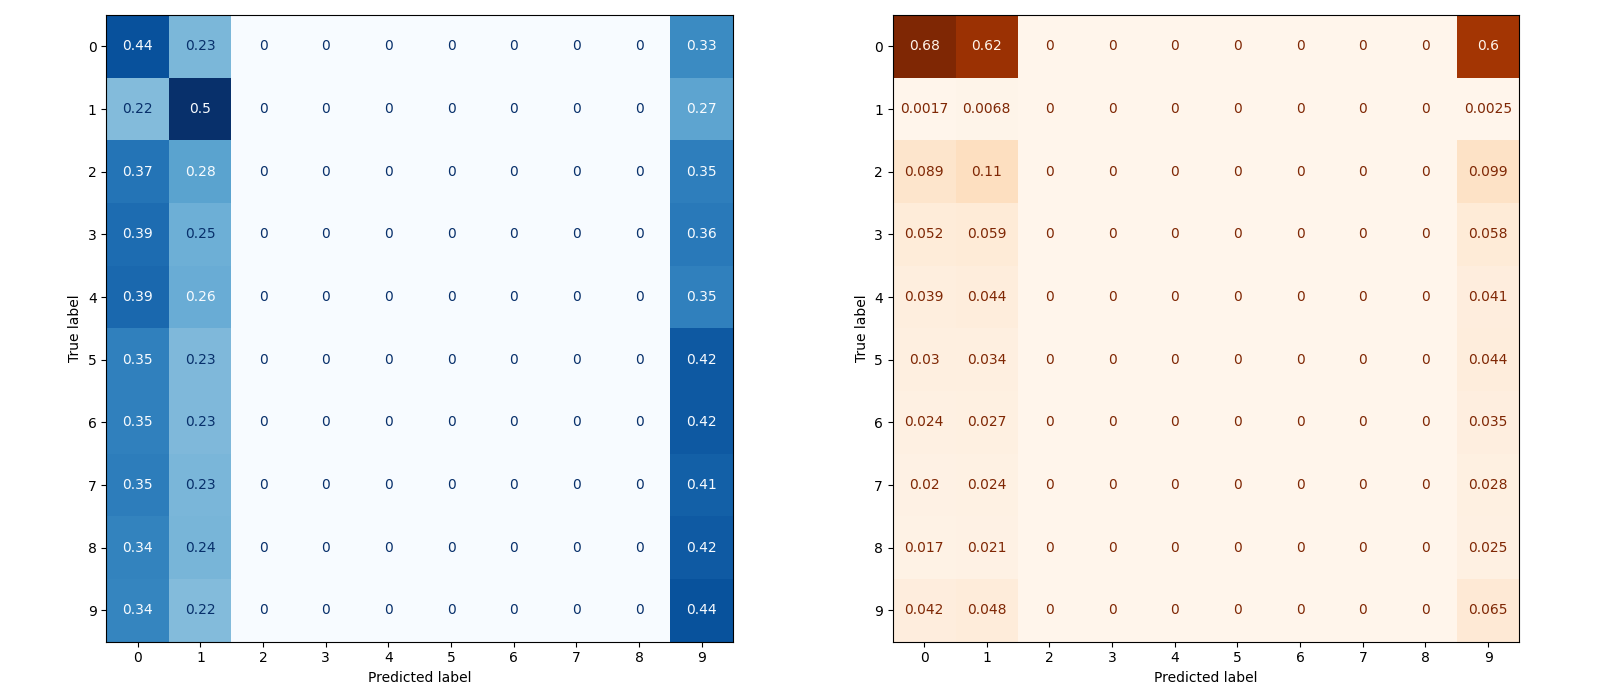 0 0.44 0.23 0 0 0 0 0 0 0 0.33
1 0.22 0.5 0 0 0 0 0 0 0 0.27
2 0.37 0.28 0 0 0 0 0 0 0 0.35
3 0.39 0.25 0 0 0 0 0 0 0 0.36
4 0.39 0.26 0 0 0 0 0 0 0 0.35
5 0.35 0.23 0 0 0 0 0 0 0 0.42
6 0.35 0.23 0 0 0 0 0 0 0 0.42
7 0.35 0.23 0 0 0 0 0 0 0 0.41
8 0.34 0.24 0 0 0 0 0 0 0 0.42
9 0.34 0.22 0 0 0 0 0 0 0 0.44
True label
0 1 2 3 4 5 6 7 8 9
Predicted label
0 0.68 0.62 0 0 0 0 0 0 0 0.6
1 0.0017 0.0068 0 0 0 0 0 0 0 0.0025
2 0.089 0.11 0 0 0 0 0 0 0 0.099
3 0.052 0.059 0 0 0 0 0 0 0 0.058
4 0.039 0.044 0 0 0 0 0 0 0 0.041
5 0.03 0.034 0 0 0 0 0 0 0 0.044
6 0.024 0.027 0 0 0 0 0 0 0 0.035
7 0.02 0.024 0 0 0 0 0 0 0 0.028
8 0.017 0.021 0 0 0 0 0 0 0 0.025
9 0.042 0.048 0 0 0 0 0 0 0 0.065
True label
0 1 2 3 4 5 6 7 8 9
Predicted label